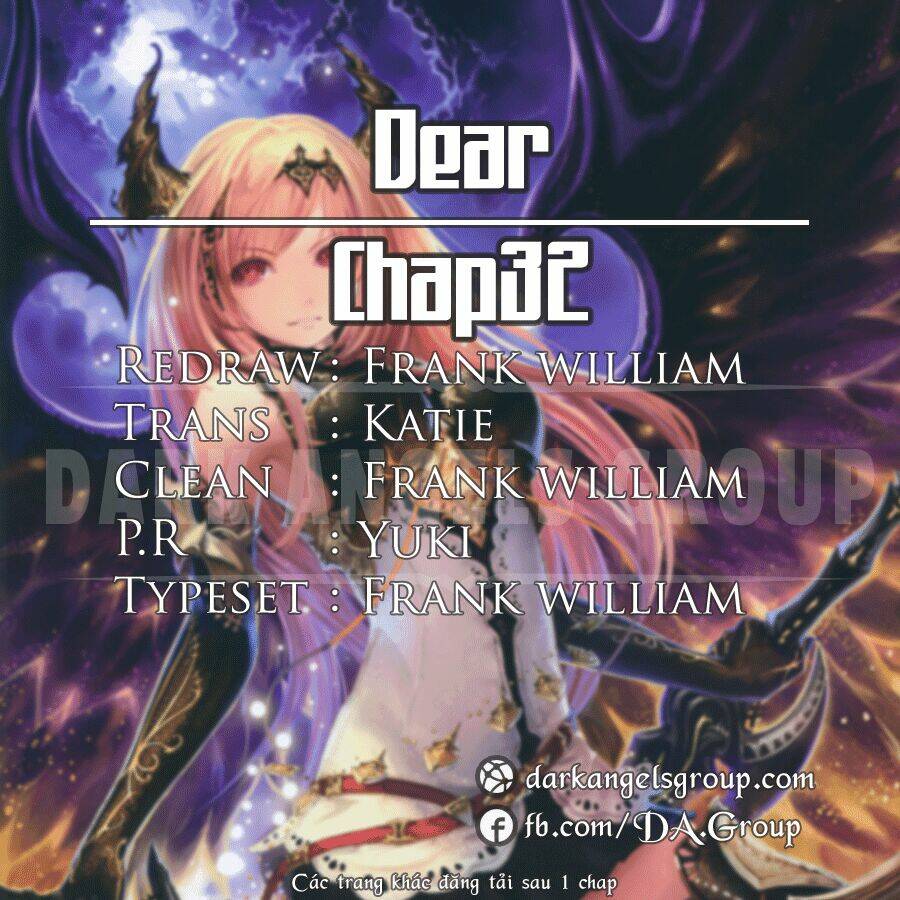 Dear
Chap32
REDRAW : FRANK WILLIAM
TRANS : KATIE
DARK ANGELS GROUP
CLEAN : FRANK WILLIAM
P.R : YUKI
TYPESET : FRANK WILLIAM
darkangelsgroup.com
fb.com/DA.Group
Các trang khác đăng tải sau 1 chap